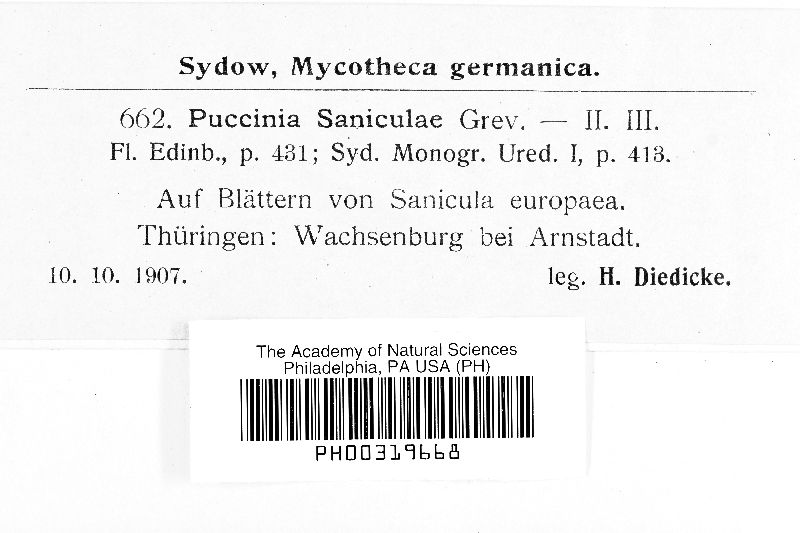 Sydow, Mycotheca germanica.
662. Puccinia Saniculae Grev. — II. III.
Fl. Edinb., p. 431; Syd. Monogr. Ured. I, p. 413.
Auf Blättern von Sanicula europaea.
Thüringen: Wachsenburg bei Arnstadt.
10. 10. 1907. leg. H. Diedicke.
The Academy of Natural Sciences
Philadelphia, PA USA (PH)
PH00319668